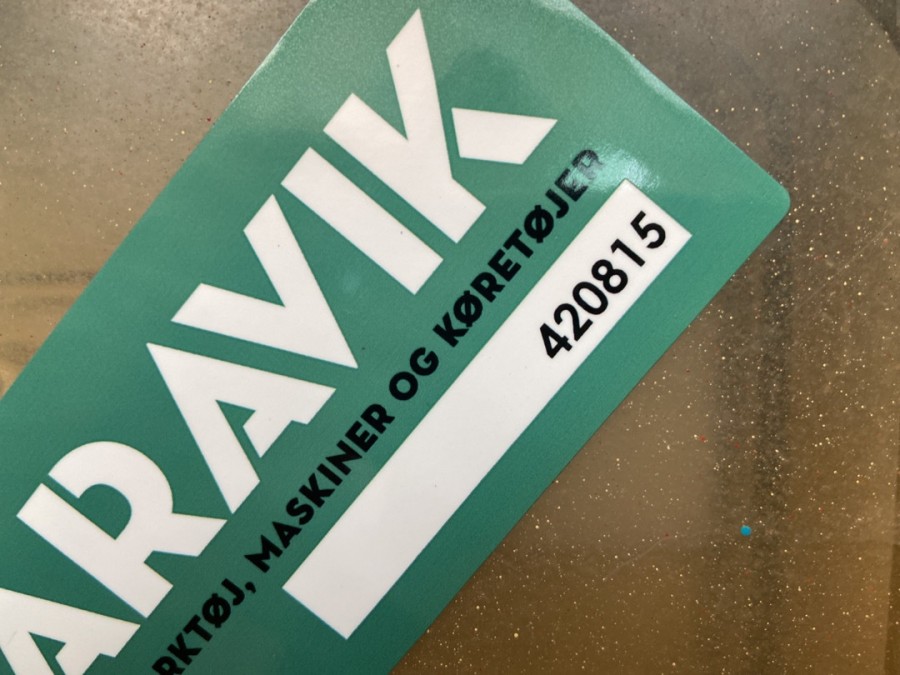 ARAVIK
RKTØJ, MASKINER OG KØRETØJER
420815